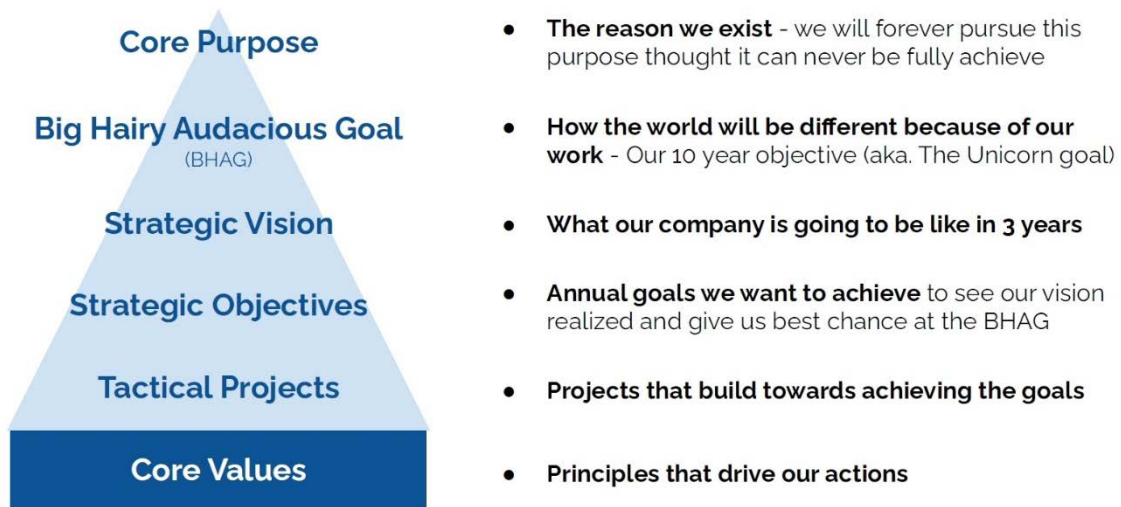 Core Purpose
● The reason we exist - we will forever pursue this
purpose thought it can never be fully achieve
Big Hairy Audacious Goal
(BHAG)
● How the world will be different because of our
work - Our 10 year objective (aka. The Unicorn goal)
Strategic Vision
● What our company is going to be like in 3 years
Strategic Objectives
● Annual goals we want to achieve to see our vision
realized and give us best chance at the BHAG
Tactical Projects
● Projects that build towards achieving the goals
Core Values
● Principles that drive our actions